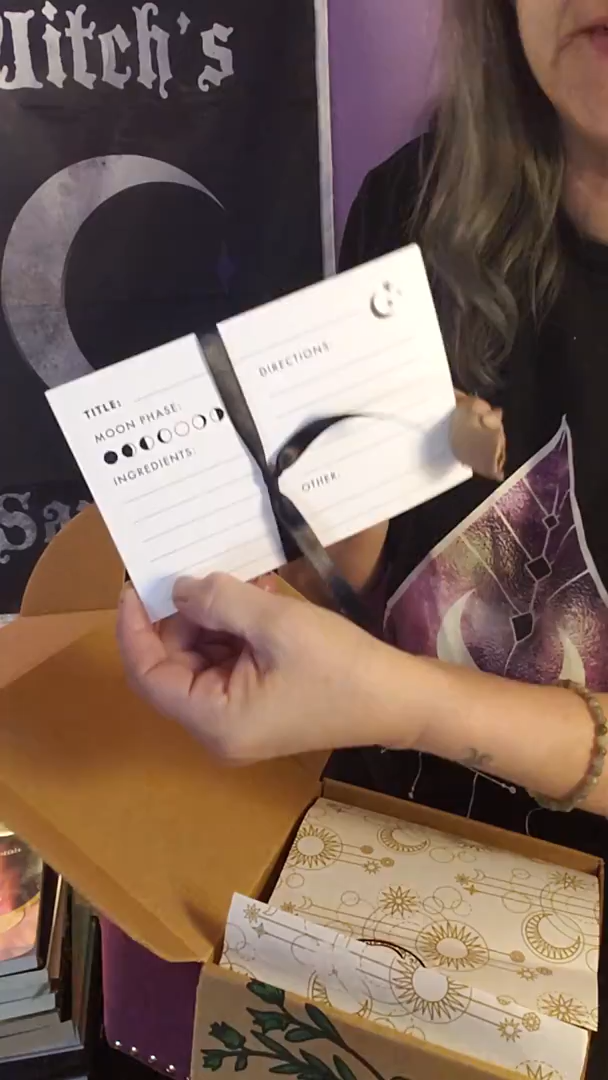 Witch's
TITLE:
MOON PHASE:
INGREDIENTS:
DIRECTIONS:
OTHER: